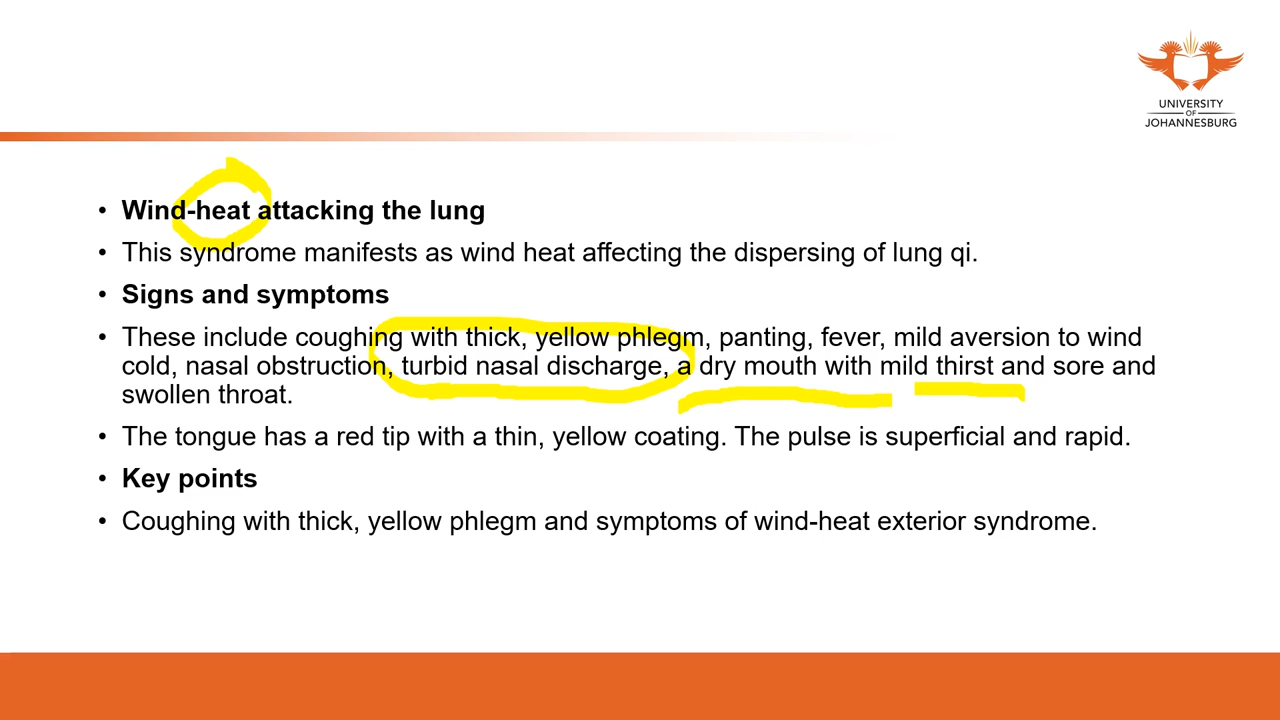 UNIVERSITY
OF
JOHANNESBURG
• Wind-heat attacking the lung
• This syndrome manifests as wind heat affecting the dispersing of lung qi.
• Signs and symptoms
• These include coughing with thick, yellow phlegm, panting, fever, mild aversion to wind
cold, nasal obstruction, turbid nasal discharge, a dry mouth with mild thirst and sore and
swollen throat.
• The tongue has a red tip with a thin, yellow coating. The pulse is superficial and rapid.
• Key points
• Coughing with thick, yellow phlegm and symptoms of wind-heat exterior syndrome.